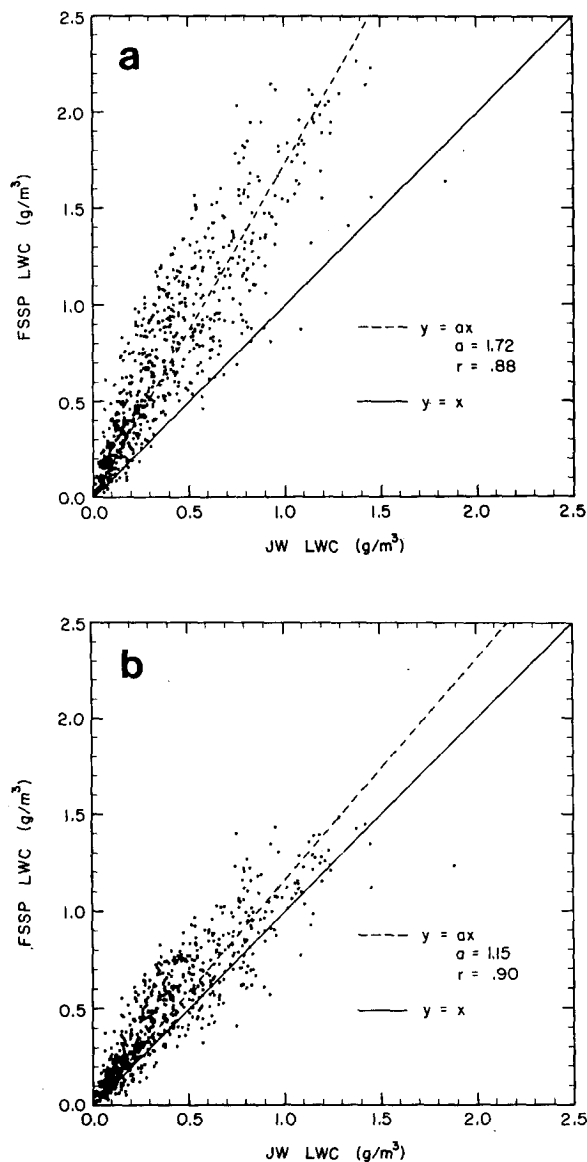 a
2.5
2.0
1.5
1.0
0.5
0.0
FSSP LWC (g/m³)
y = ax
a = 1.72
r = .88
y = x
0.0 0.5 1.0 1.5 2.0 2.5
JW LWC (g/m³)
b
2.5
2.0
1.5
1.0
0.5
0.0
FSSP LWC (g/m³)
y = ax
a = 1.15
r = .90
y = x
0.0 0.5 1.0 1.5 2.0 2.5
JW LWC (g/m³)